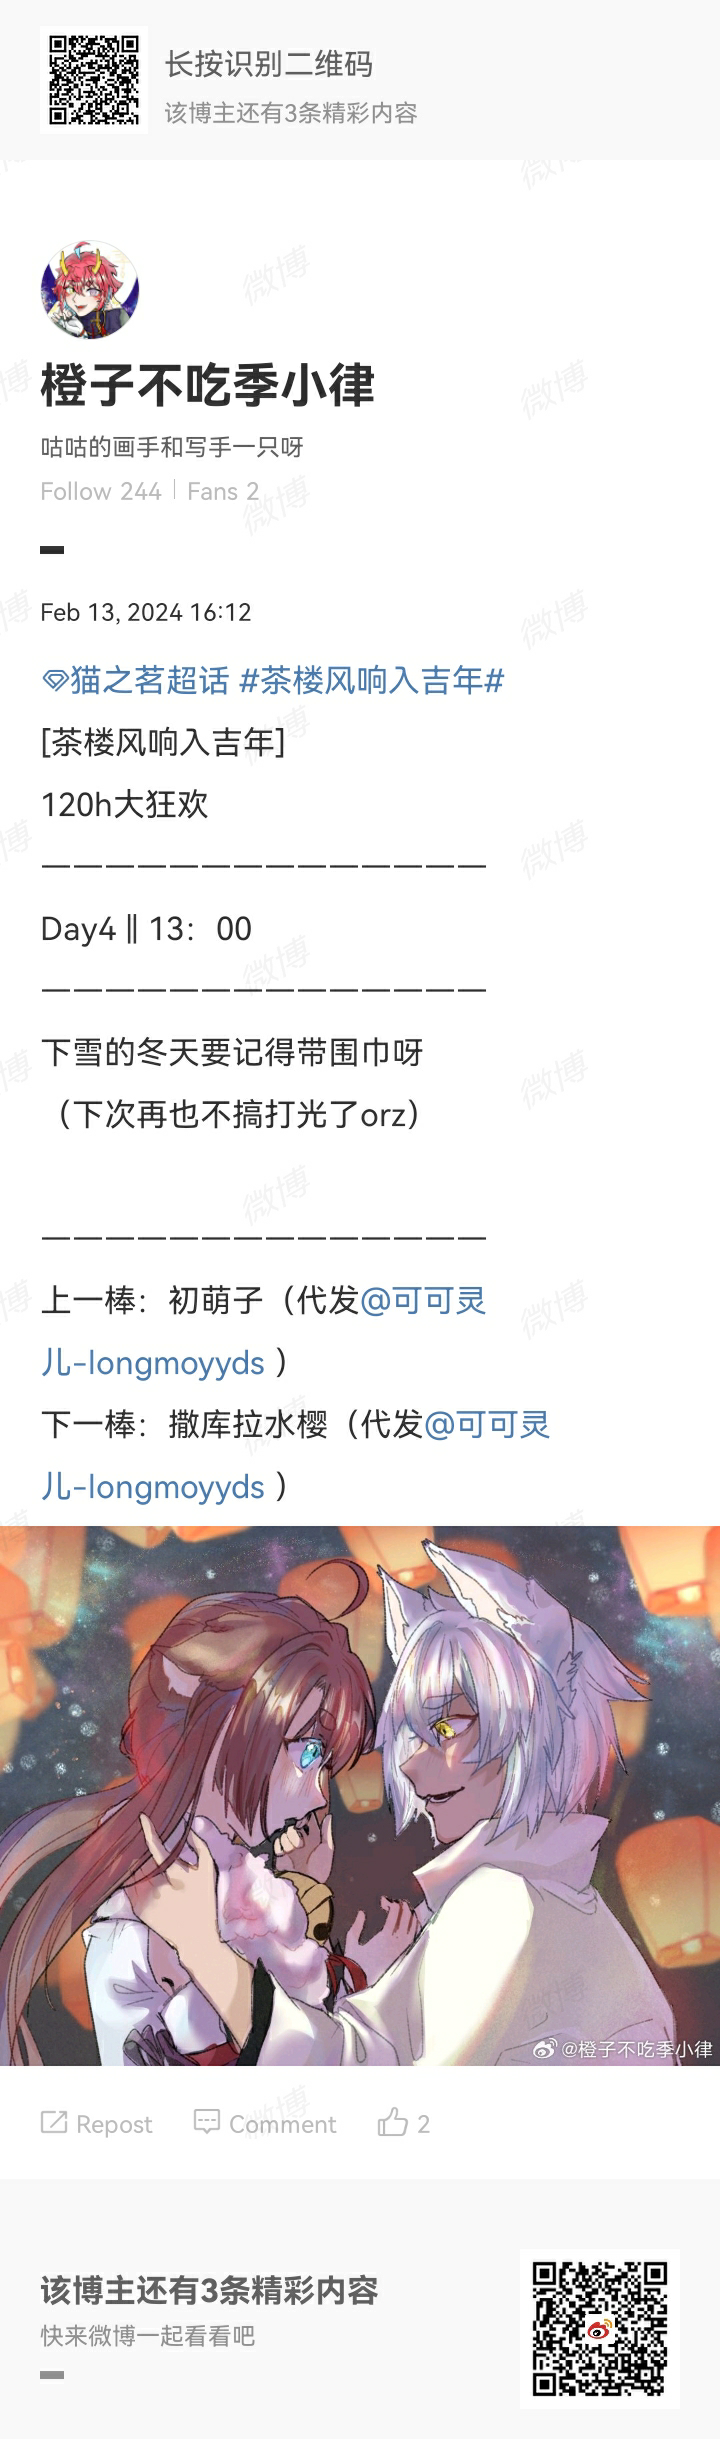 长按识别二维码
该博主还有3条精彩内容
橙子不吃季小律
咕咕的画手和写手一只呀
Follow 244 | Fans 2
Feb 13, 2024 16:12
猫之茗超话 #茶楼风响入吉年#
[茶楼风响入吉年]
120h大狂欢
——————————————
Day4 || 13：00
——————————————
下雪的冬天要记得带围巾呀
（下次再也不搞打光了orz）
——————————————
上一棒：初萌子（代发@可可灵
儿-longmoyyds ）
下一棒：撒库拉水樱（代发@可可灵
儿-longmoyyds ）
@橙子不吃季小律
Repost Comment 2
该博主还有3条精彩内容
快来微博一起看看吧
微博